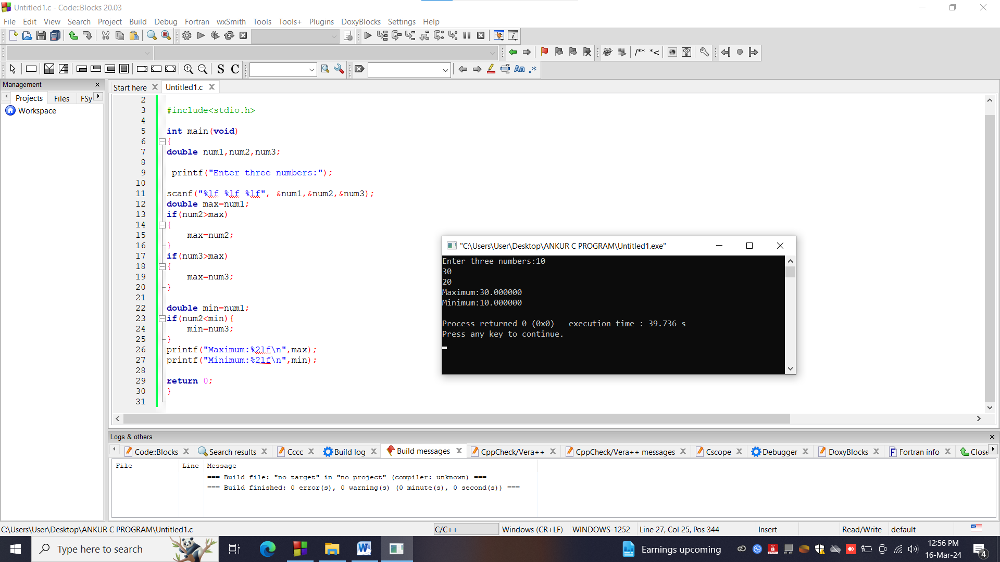 Untitled1.c - Code::Blocks 20.03
File Edit View Search Project Build Debug Fortran wxSmith Tools Tools+ Plugins DoxyBlocks Settings Help
/** *<
S C
Aa .*
Management
Start here Untitled1.c
Projects Files FSy
Workspace
2
3 #include<stdio.h>
4
5 int main(void)
6 {
7 double num1,num2,num3;
8
9 printf("Enter three numbers:");
10
11 scanf("%lf %lf %lf", &num1,&num2,&num3);
12 double max=num1;
13 if(num2>max)
14 {
15 max=num2;
16 }
17 if(num3>max)
18 {
19 max=num3;
20 }
21
22 double min=num1;
23 if(num2<min){
24 min=num3;
25 }
26 printf("Maximum:%2lf\n",max);
27 printf("Minimum:%2lf\n",min);
28
29 return 0;
30 }
31
"C:\Users\User\Desktop\ANKUR C PROGRAM\Untitled1.exe"
Enter three numbers:10
30
20
Maximum:30.000000
Minimum:10.000000
Process returned 0 (0x0) execution time : 39.736 s
Press any key to continue.
Logs & others
Code::Blocks Search results Cccc Build log Build messages CppCheck/Vera++ CppCheck/Vera++ messages Cscope Debugger DoxyBlocks Fortran info Close
File Line Message
=== Build file: "no target" in "no project" (compiler: unknown) ===
=== Build finished: 0 error(s), 0 warning(s) (0 minute(s), 0 second(s)) ===
C:\Users\User\Desktop\ANKUR C PROGRAM\Untitled1.c C/C++ Windows (CR+LF) WINDOWS-1252 Line 27, Col 25, Pos 344 Insert Read/Write default
Type here to search
Earnings upcoming
12:56 PM
16-Mar-24
4